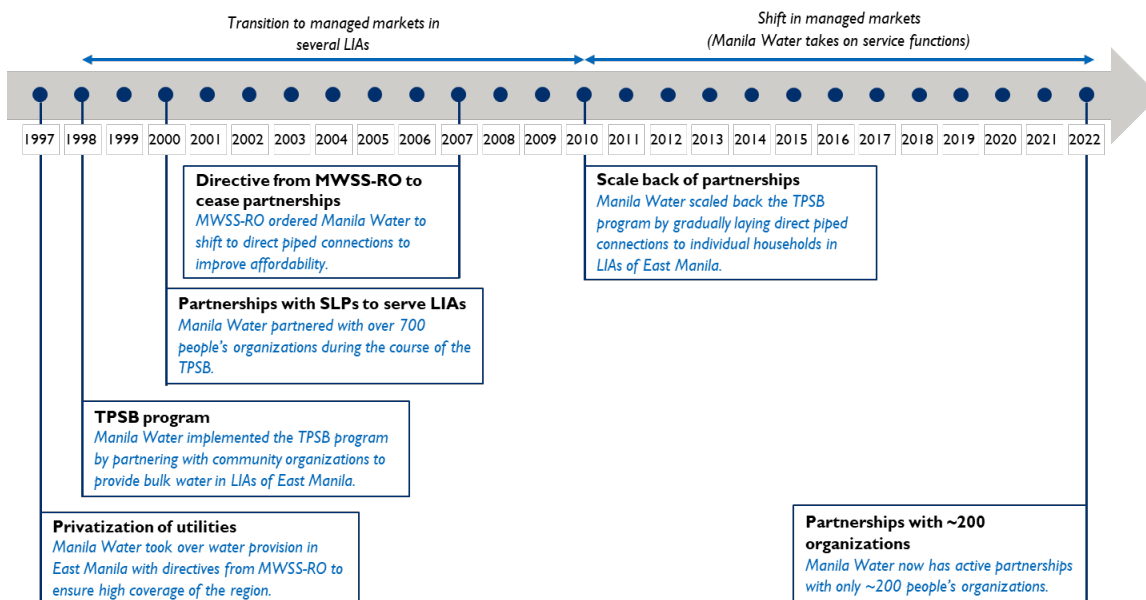 Transition to managed markets in
several LIAs
Shift in managed markets
(Manila Water takes on service functions)
1997 1998 1999 2000 2001 2002 2003 2004 2005 2006 2007 2008 2009 2010 2011 2012 2013 2014 2015 2016 2017 2018 2019 2020 2021 2022
Directive from MWSS-RO to
cease partnerships
MWSS-RO ordered Manila Water to
shift to direct piped connections to
improve affordability.
Scale back of partnerships
Manila Water scaled back the TPSB
program by gradually laying direct piped
connections to individual households in
LIAs of East Manila.
Partnerships with SLPs to serve LIAs
Manila Water partnered with over 700
people's organizations during the course of the
TPSB.
TPSB program
Manila Water implemented the TPSB program
by partnering with community organizations to
provide bulk water in LIAs of East Manila.
Privatization of utilities
Manila Water took over water provision in
East Manila with directives from MWSS-RO to
ensure high coverage of the region.
Partnerships with ~200
organizations
Manila Water now has active partnerships
with only ~200 people's organizations.